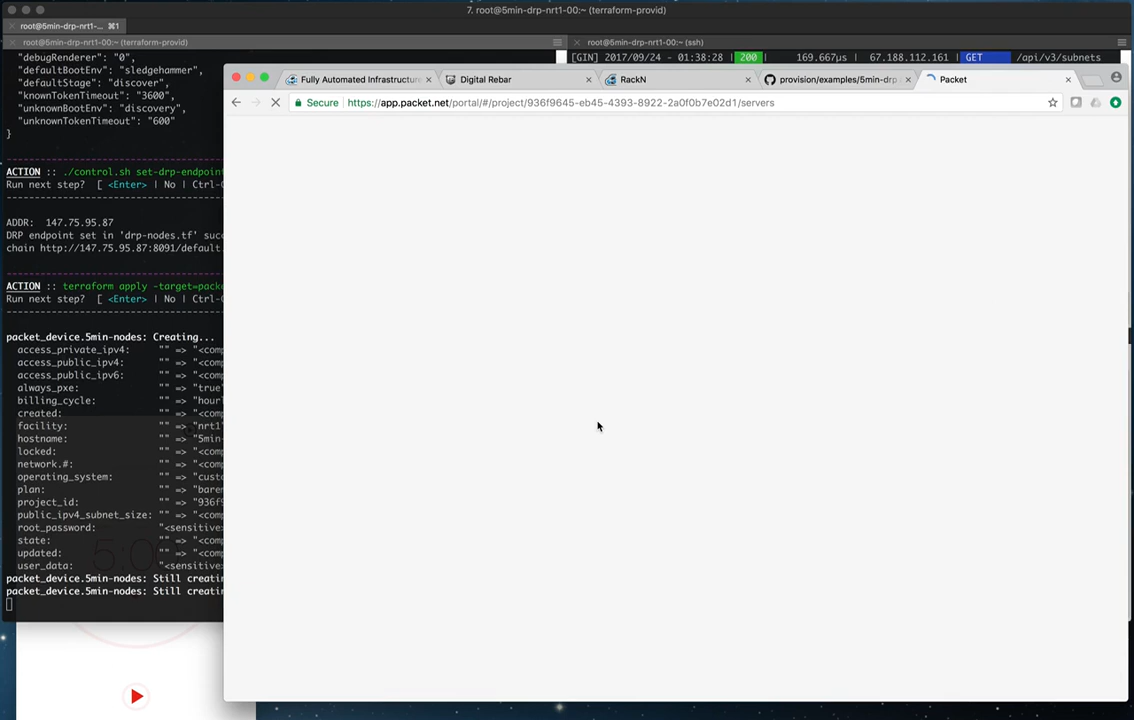 7. root@5min-drp-nrt1-00:~ (terraform-provid)
root@5min-drp-nrt1-... ⌘1
root@5min-drp-nrt1-00:~ (terraform-provid)
root@5min-drp-nrt1-00:~ (ssh)
"debugRenderer": "0",
"defaultBootEnv": "sledgehammer",
"defaultStage": "discover",
"knownTokenTimeout": "3600",
"unknownBootEnv": "discovery",
"unknownTokenTimeout": "600"
}
ACTION :: ./control.sh set-drp-endpoint
Run next step? [ <Enter> | No | Ctrl-
ADDR: 147.75.95.87
DRP endpoint set in 'drp-nodes.tf' succ
chain http://147.75.95.87:8091/default.
ACTION :: terraform apply -target=packe
Run next step? [ <Enter> | No | Ctrl-
packet_device.5min-nodes: Creating...
access_private_ipv4: "" => "<comp
access_public_ipv4: "" => "<comp
access_public_ipv6: "" => "<comp
always_pxe: "" => "true"
billing_cycle: "" => "hourl
created: "" => "<comp
facility: "" => "nrt1"
hostname: "" => "5min-
locked: "" => "<comp
network.#: "" => "<comp
operating_system: "" => "custo
plan: "" => "barem
project_id: "" => "936f9
public_ipv4_subnet_size: "" => "<comp
root_password: "<sensitive>
state: "" => "<comp
updated: "" => "<comp
user_data: "<sensitive>
packet_device.5min-nodes: Still creatin
packet_device.5min-nodes: Still creatin
[GIN] 2017/09/24 - 01:38:28 | 200 | 169.667µs | 67.188.112.161 | GET /api/v3/subnets
Fully Automated Infrastructure
Digital Rebar
RackN
provision/examples/5min-drp
Packet
Secure https://app.packet.net/portal/#/project/936f9645-eb45-4393-8922-2a0f0b7e02d1/servers